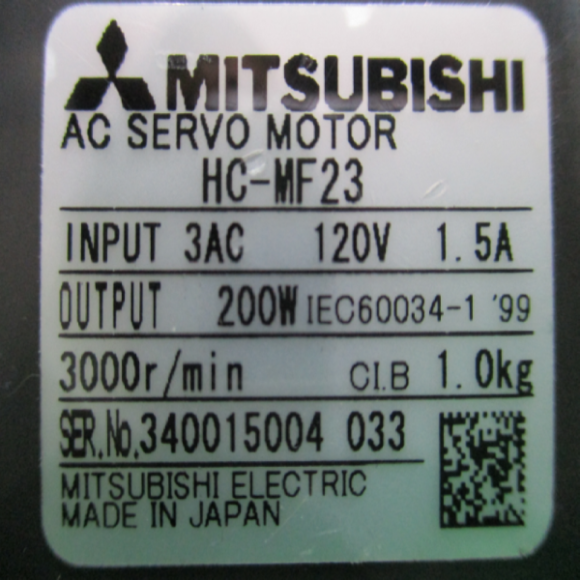 MITSUBISHI
AC SERVO MOTOR
HC-MF23
INPUT 3AC 120V 1.5A
OUTPUT 200W IEC60034-1 '99
3000r/min CI.B 1.0kg
SER.No.340015004 033
MITSUBISHI ELECTRIC
MADE IN JAPAN